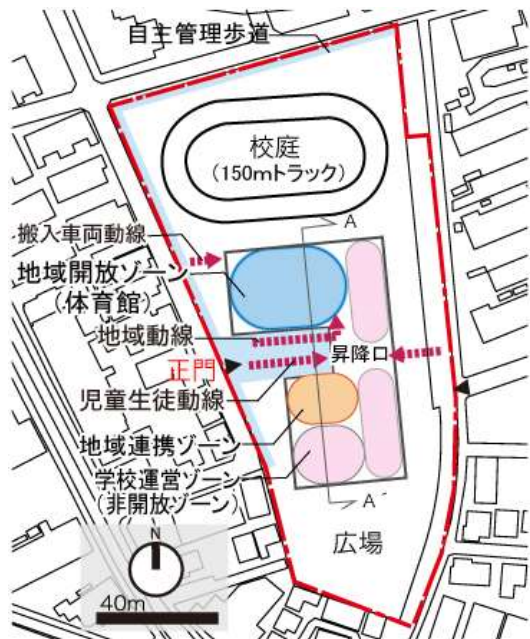 自主管理歩道
校庭
(150mトラック)
A
搬入車両動線
地域開放ゾーン
(体育館)
地域動線
昇降口
正門
児童生徒動線
地域連携ゾーン
学校運営ゾーン
(非開放ゾーン)
A´
広場
N
40m